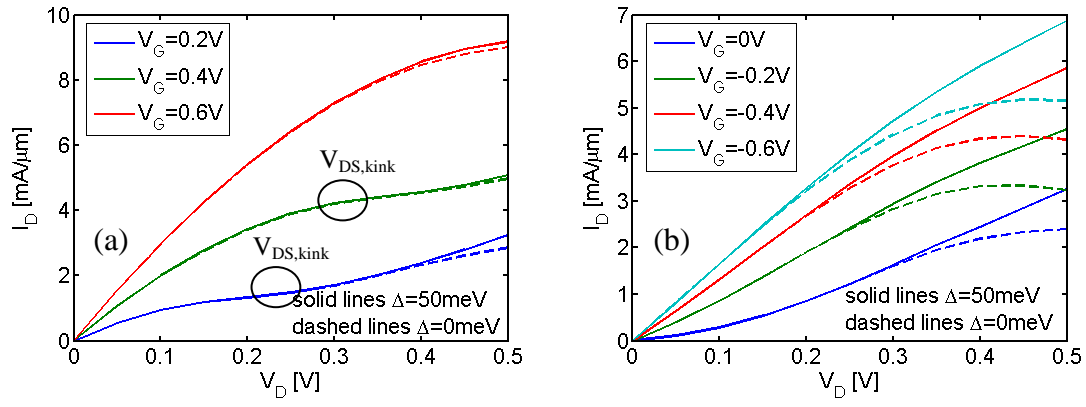 10
8
6
4
2
0
I_D [mA/μm]
V_G=0.2V
V_G=0.4V
V_G=0.6V
V_DS,kink
V_DS,kink
(a)
solid lines Δ=50meV
dashed lines Δ=0meV
0 0.1 0.2 0.3 0.4 0.5
V_D [V]
7
6
5
4
3
2
1
0
I_D [mA/μm]
V_G=0V
V_G=-0.2V
V_G=-0.4V
V_G=-0.6V
(b)
solid lines Δ=50meV
dashed lines Δ=0meV
0 0.1 0.2 0.3 0.4 0.5
V_D [V]